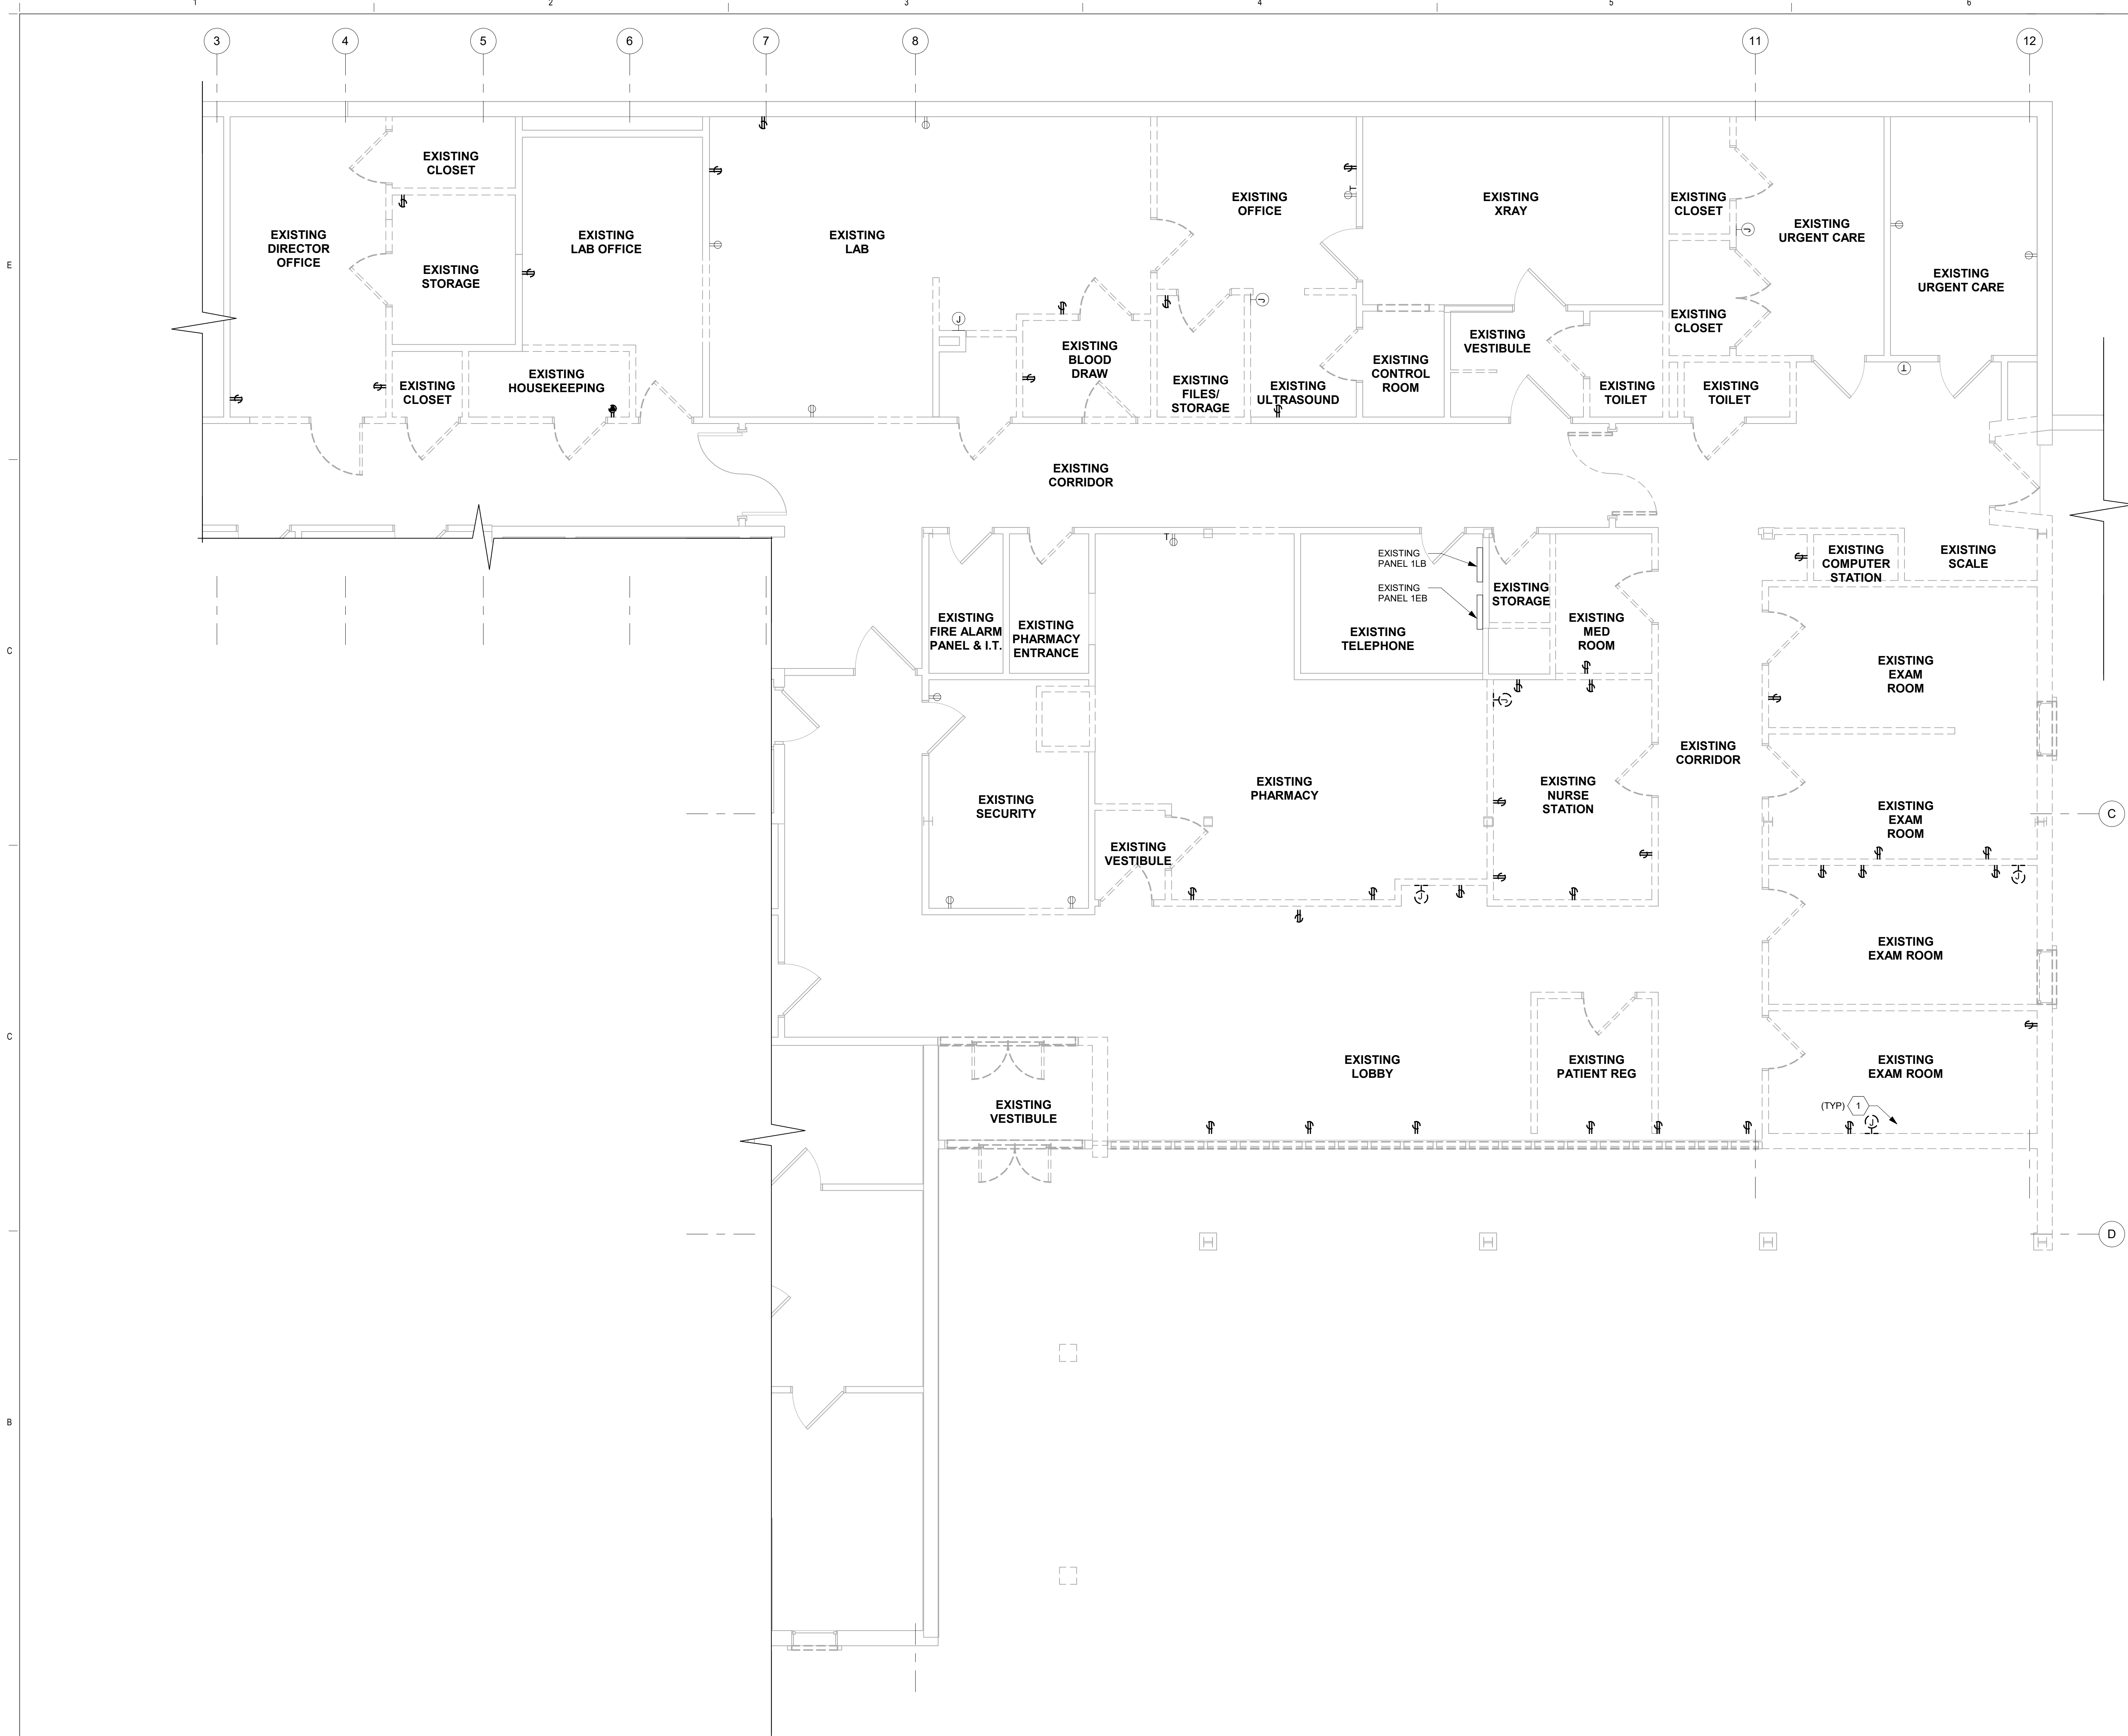 1
2
3
4
5
6
3
4
5
6
7
8
11
12
E
C
C
B
C
D
EXISTING
DIRECTOR
OFFICE
EXISTING
CLOSET
EXISTING
STORAGE
EXISTING
LAB OFFICE
EXISTING
CLOSET
EXISTING
HOUSEKEEPING
EXISTING
LAB
J
EXISTING
BLOOD
DRAW
EXISTING
FILES/
STORAGE
EXISTING
OFFICE
T
J
EXISTING
ULTRASOUND
EXISTING
XRAY
EXISTING
CONTROL
ROOM
EXISTING
VESTIBULE
EXISTING
TOILET
EXISTING
CLOSET
J
EXISTING
CLOSET
EXISTING
TOILET
EXISTING
URGENT CARE
EXISTING
URGENT CARE
T
EXISTING
CORRIDOR
EXISTING
FIRE ALARM
PANEL & I.T.
EXISTING
PHARMACY
ENTRANCE
T
EXISTING
PANEL 1LB
EXISTING
PANEL 1EB
EXISTING
TELEPHONE
EXISTING
STORAGE
EXISTING
MED
ROOM
EXISTING
COMPUTER
STATION
EXISTING
SCALE
EXISTING
EXAM
ROOM
J
EXISTING
CORRIDOR
EXISTING
SECURITY
EXISTING
PHARMACY
EXISTING
NURSE
STATION
EXISTING
EXAM
ROOM
EXISTING
VESTIBULE
J
J
EXISTING
EXAM ROOM
EXISTING
LOBBY
EXISTING
PATIENT REG
EXISTING
EXAM ROOM
EXISTING
VESTIBULE
(TYP) 1
J